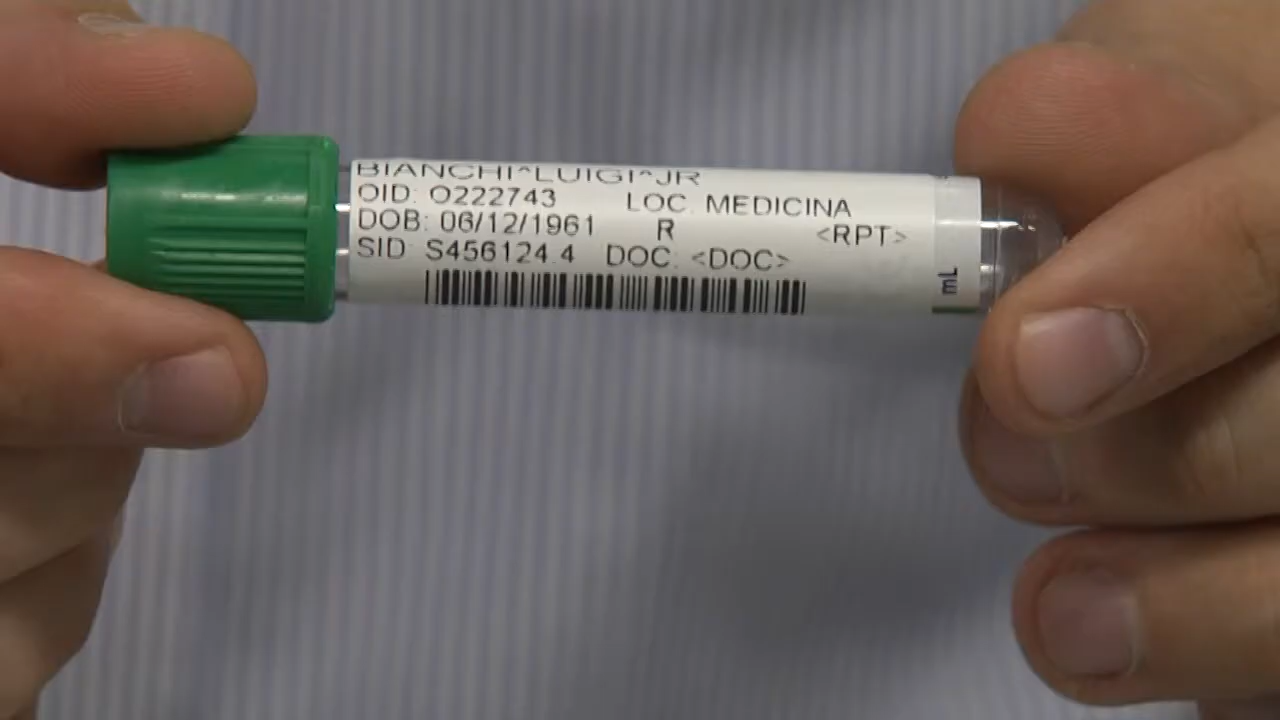 BIANCHI^LUIGI^JR
OID: O222743 LOC. MEDICINA
DOB: 06/12/1961 R <RPT>
SID: S456124.4 DOC: <DOC>
mL